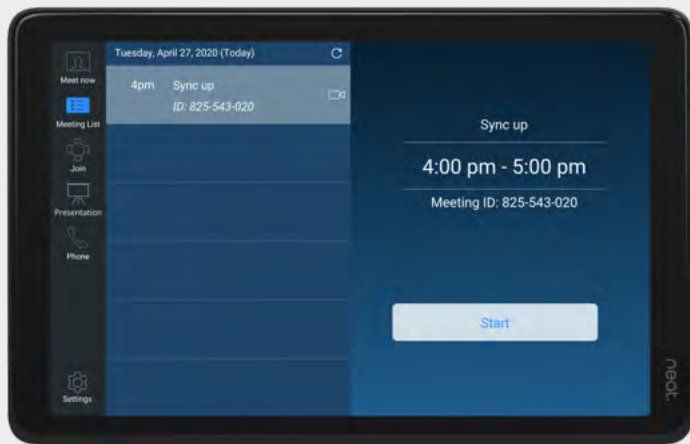 Meet now
Meeting List
Join
Presentation
Phone
Settings
Tuesday, April 27, 2020 (Today)
4pm Sync up
ID: 825-543-020
Sync up
4:00 pm - 5:00 pm
Meeting ID: 825-543-020
Start
neat.